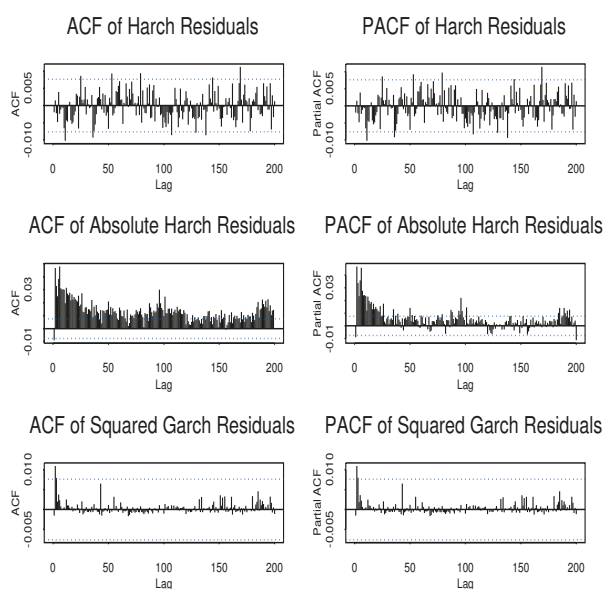 ACF of Harch Residuals
ACF
0.005
-0.010
0 50 100 150 200
Lag
PACF of Harch Residuals
Partial ACF
0.005
-0.010
0 50 100 150 200
Lag
ACF of Absolute Harch Residuals
ACF
0.03
-0.01
0 50 100 150 200
Lag
PACF of Absolute Harch Residuals
Partial ACF
0.03
-0.01
0 50 100 150 200
Lag
ACF of Squared Garch Residuals
ACF
0.010
-0.005
0 50 100 150 200
Lag
PACF of Squared Garch Residuals
Partial ACF
0.010
-0.005
0 50 100 150 200
Lag